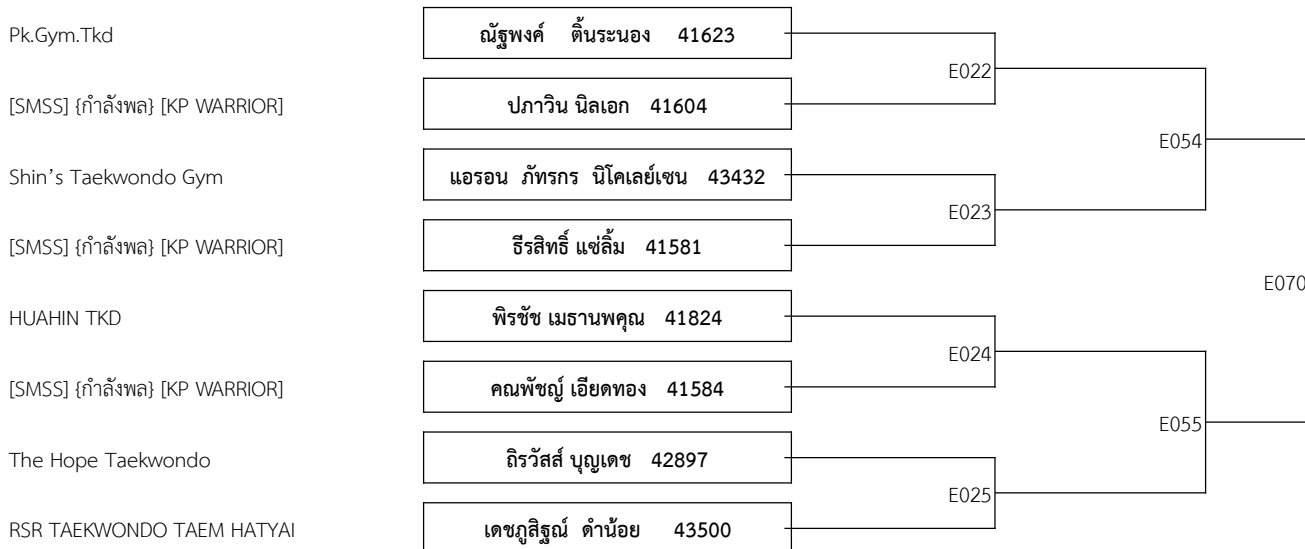 Pk.Gym.Tkd ณัฐพงค์ ติ้นระนอง 41623
E022
[SMSS] {กำลังพล} [KP WARRIOR] ปภาวิน นิลเอก 41604
E054
Shin’s Taekwondo Gym แอรอน ภัทรกร นิโคเลย์เซน 43432
E023
[SMSS] {กำลังพล} [KP WARRIOR] ธีรสิทธิ์ แซ่ลิ้ม 41581
E070
HUAHIN TKD พิรชัช เมธานพคุณ 41824
E024
[SMSS] {กำลังพล} [KP WARRIOR] คณพัชญ์ เอียดทอง 41584
E055
The Hope Taekwondo ถิรวัสส์ บุญเดช 42897
E025
RSR TAEKWONDO TAEM HATYAI เดชภูสิฐณ์ ดำน้อย 43500